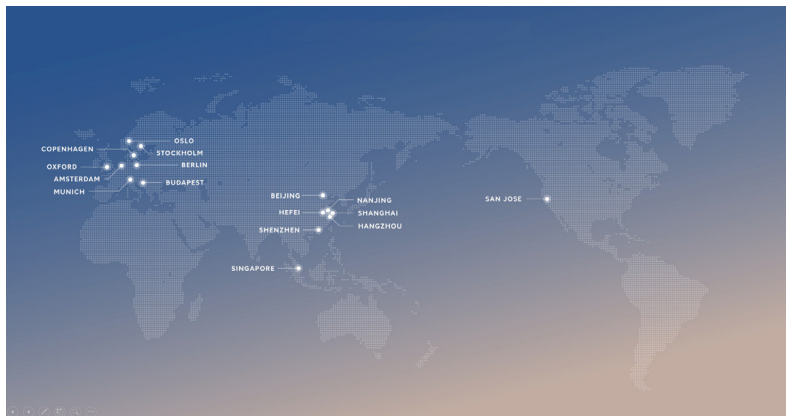 OSLO
COPENHAGEN
STOCKHOLM
OXFORD
BERLIN
AMSTERDAM
BUDAPEST
MUNICH
BEIJING
NANJING
HEFEI
SHANGHAI
HANGZHOU
SHENZHEN
SINGAPORE
SAN JOSE